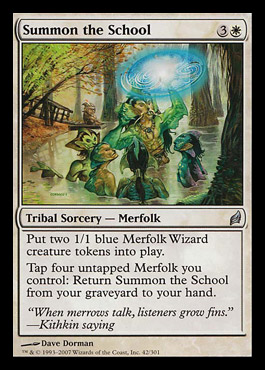 Summon the School 3
Tribal Sorcery — Merfolk
Put two 1/1 blue Merfolk Wizard
creature tokens into play.
Tap four untapped Merfolk you
control: Return Summon the School
from your graveyard to your hand.
"When merrows talk, listeners grow fins."
—Kithkin saying
Dave Dorman
™ & © 1993–2007 Wizards of the Coast, Inc. 42/301